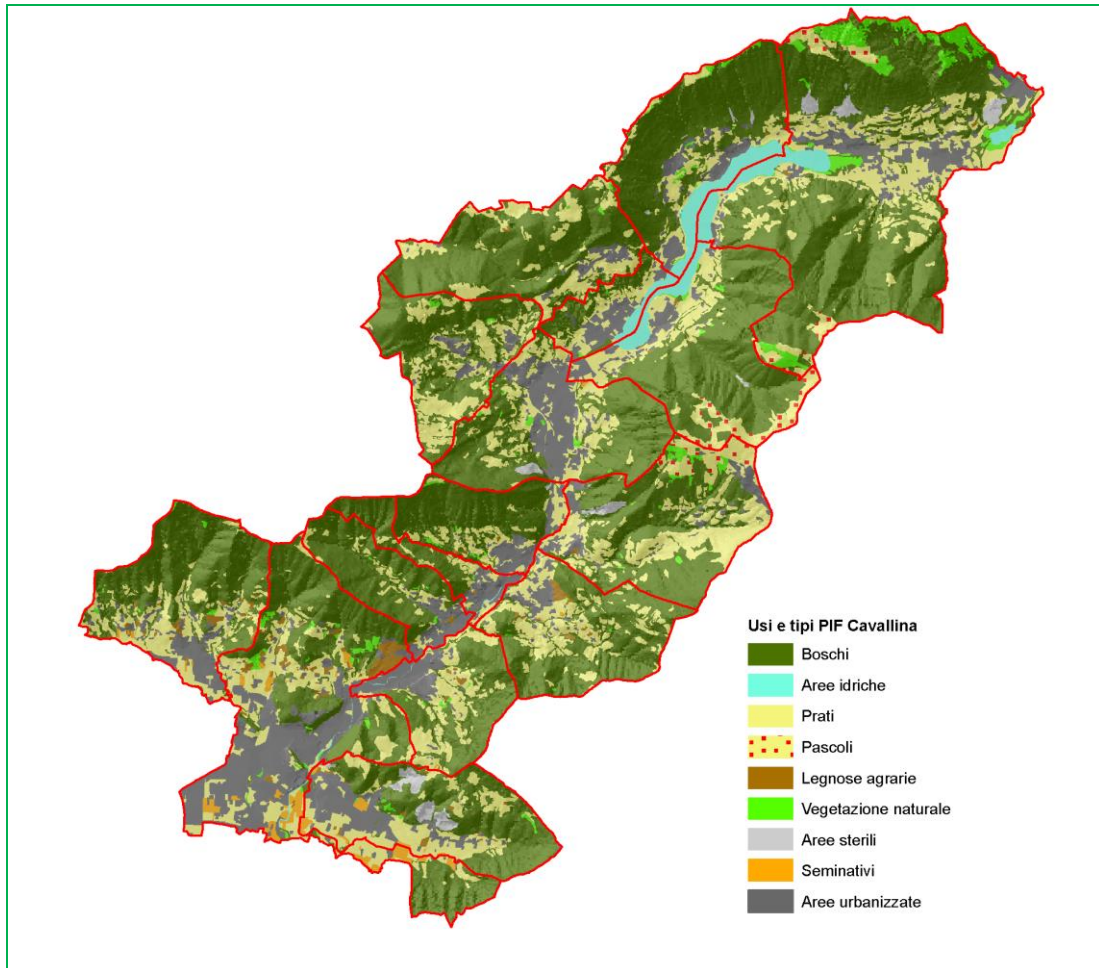 Usi e tipi PIF Cavallina
Boschi
Aree idriche
Prati
Pascoli
Legnose agrarie
Vegetazione naturale
Aree sterili
Seminativi
Aree urbanizzate